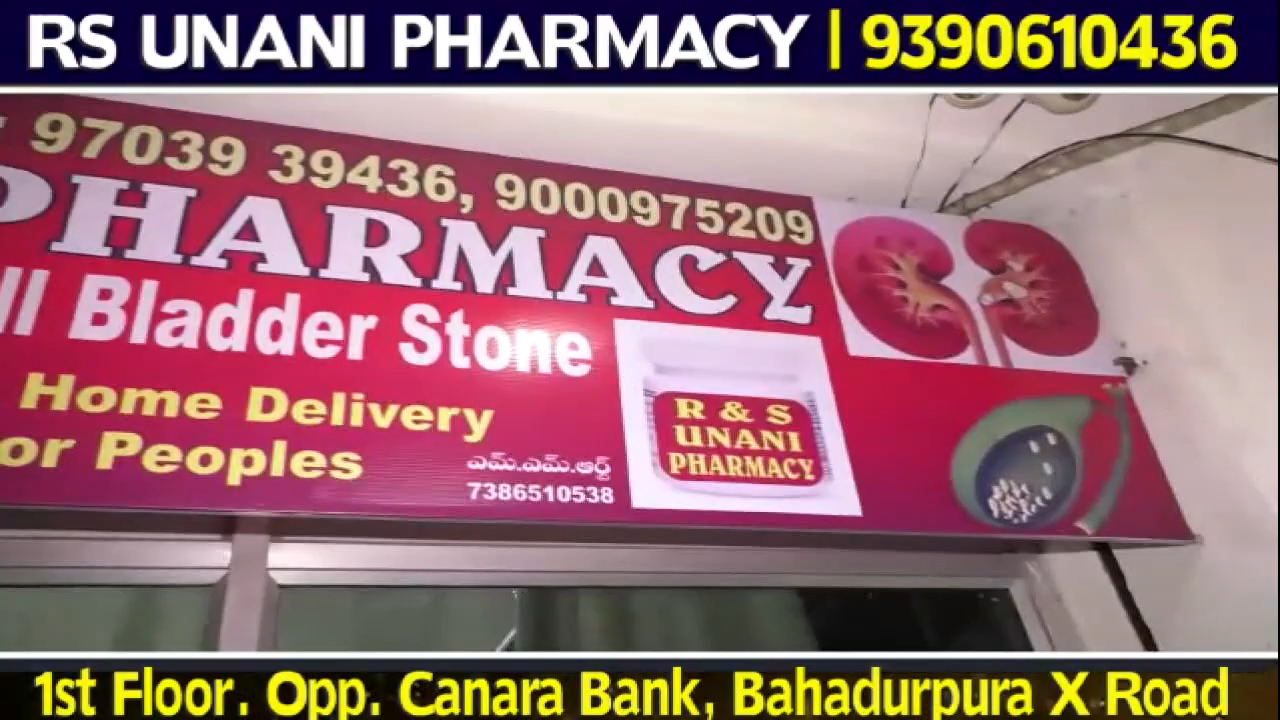 RS UNANI PHARMACY | 9390610436
97039 39436, 9000975209
PHARMACY
ll Bladder Stone
Home Delivery
or Peoples
ఎమ్.ఎమ్.ఆర్ట్
7386510538
R & S
UNANI
PHARMACY
1st Floor. Opp. Canara Bank, Bahadurpura X Road